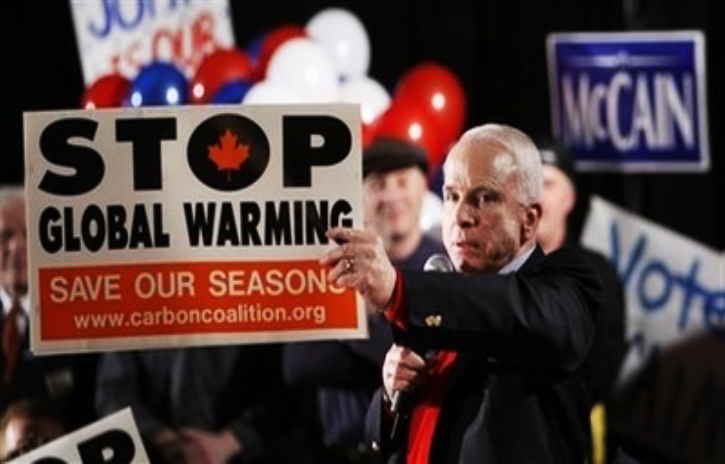 STOP
GLOBAL WARMING
SAVE OUR SEASONS
www.carboncoalition.org
McCAIN
Vote